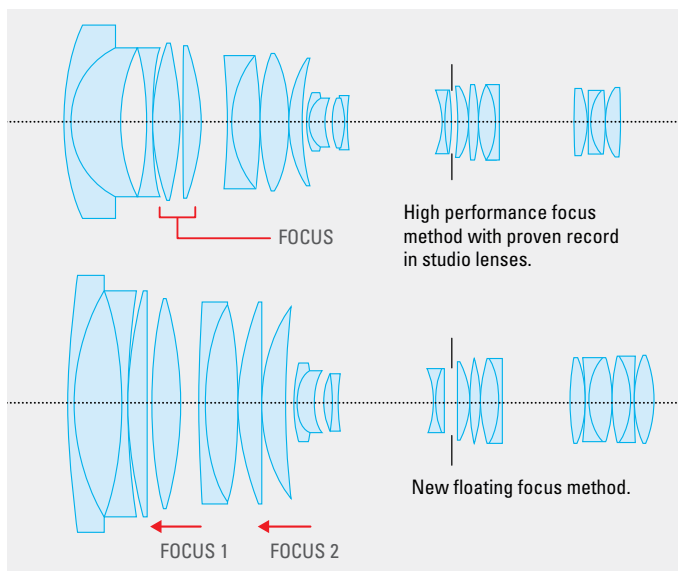 FOCUS
High performance focus
method with proven record
in studio lenses.
New floating focus method.
FOCUS 1
FOCUS 2